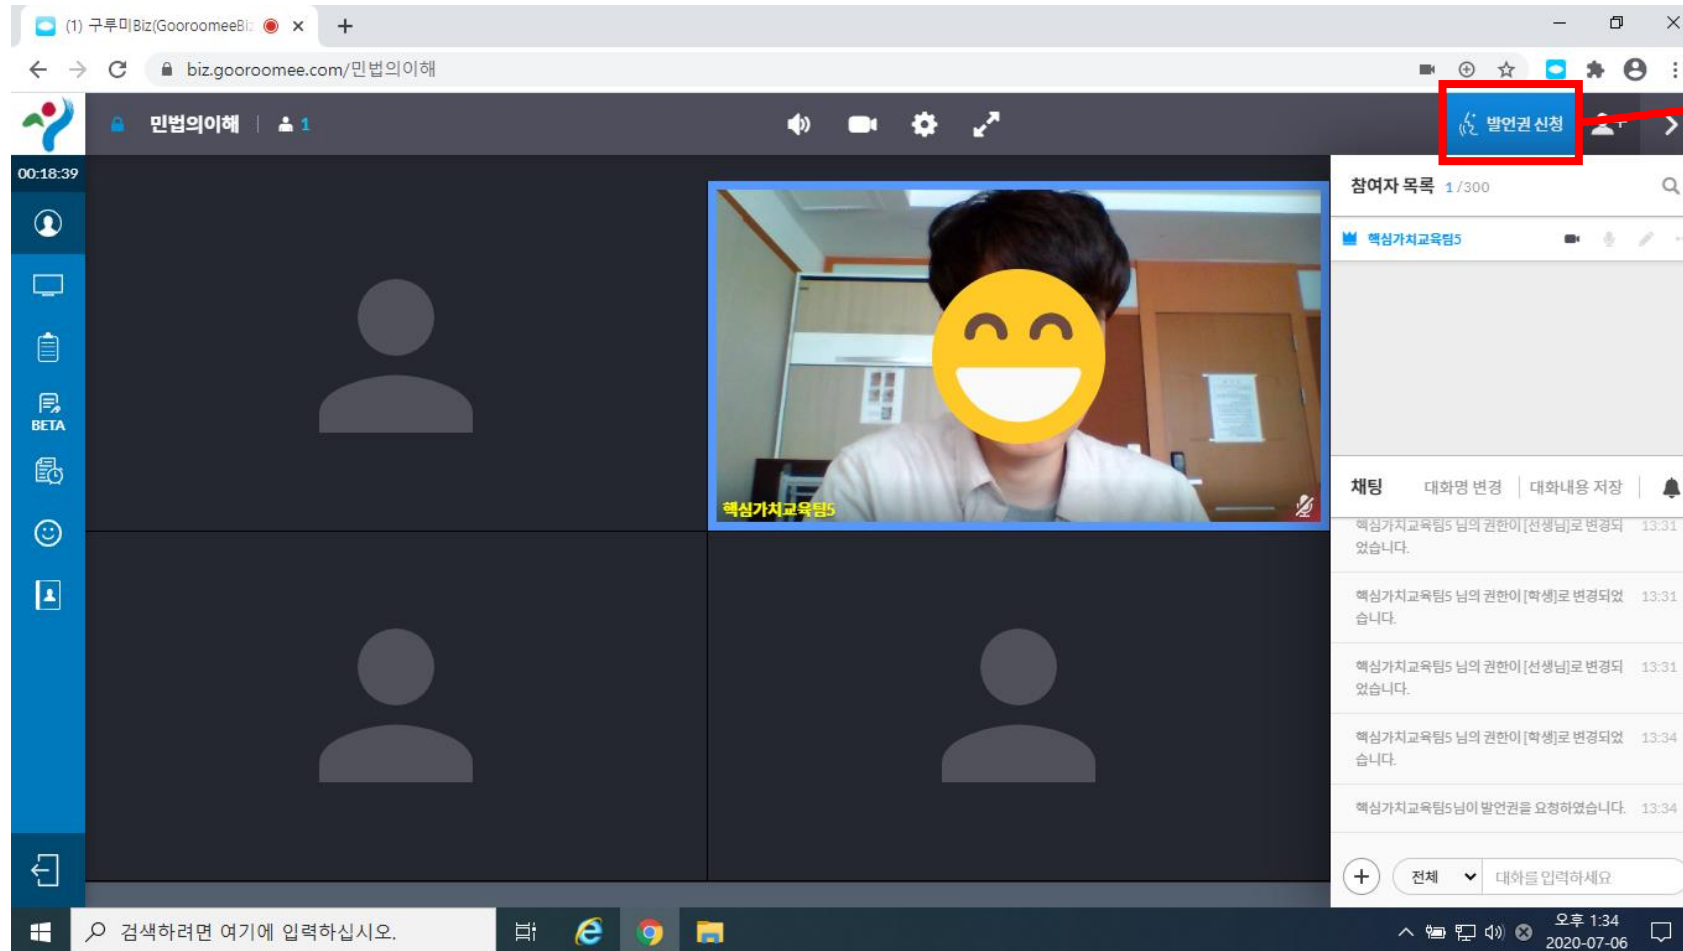 (1) 구루미Biz(GooroomeeBiz
biz.gooroomee.com/민법의이해
민법의이해 1
발언권 신청
00:18:39
참여자 목록 1/300
핵심가치교육팀5
BETA
핵심가치교육팀5
채팅 대화명 변경 대화내용 저장
핵심가치교육팀5 님의 권한이 [선생님]로 변경되 13:31
었습니다.
핵심가치교육팀5 님의 권한이 [학생]로 변경되었 13:31
습니다.
핵심가치교육팀5 님의 권한이 [선생님]로 변경되 13:31
었습니다.
핵심가치교육팀5 님의 권한이 [학생]로 변경되었 13:34
습니다.
핵심가치교육팀5님이 발언권을 요청하였습니다. 13:34
전체 대화를 입력하세요
검색하려면 여기에 입력하십시오.
오후 1:34
2020-07-06